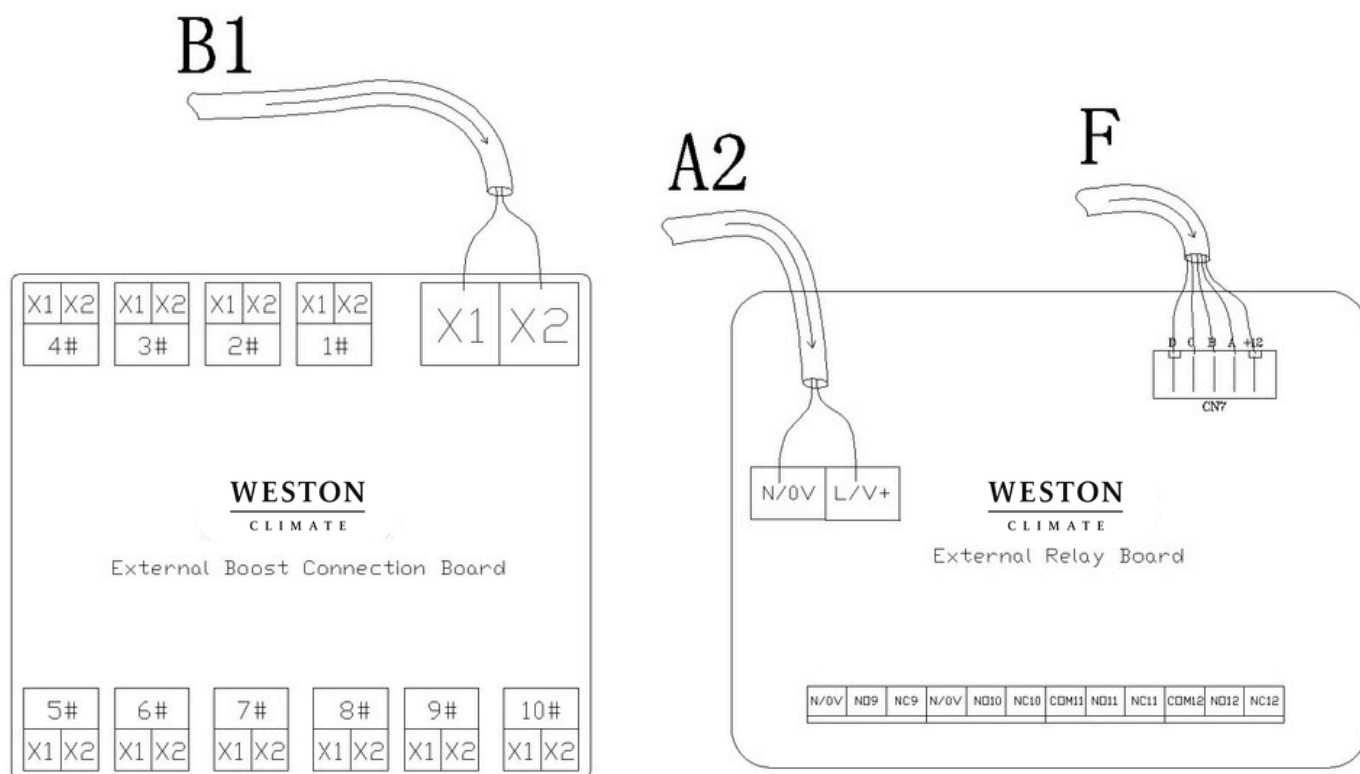 B1
A2
F
X1 X2 X1 X2 X1 X2 X1 X2 X1 X2
4# 3# 2# 1#
D C B A +12
CN7
N/0V L/V+
WESTON
CLIMATE
External Boost Connection Board
WESTON
CLIMATE
External Relay Board
5# 6# 7# 8# 9# 10#
X1 X2 X1 X2 X1 X2 X1 X2 X1 X2 X1 X2
N/0V NO9 NC9 N/0V NO10 NC10 COM11 NO11 NC11 COM12 NO12 NC12